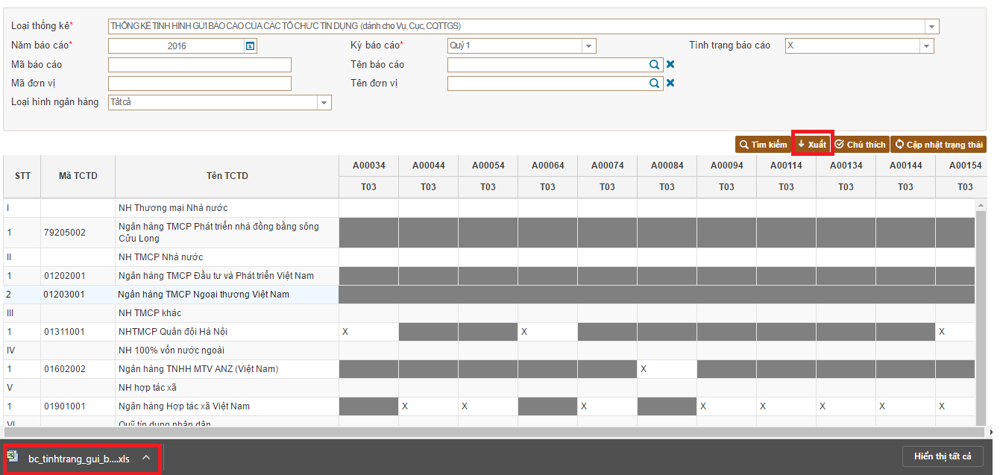 Loại thống kê*
THỐNG KÊ TÌNH HÌNH GỬI BÁO CÁO CỦA CÁC TỔ CHỨC TÍN DỤNG (dành cho Vụ, Cục, CQTTGS)
Năm báo cáo* 2016 Kỳ báo cáo* Quý 1 Tình trạng báo cáo X
Mã báo cáo Tên báo cáo
Mã đơn vị Tên đơn vị
Loại hình ngân hàng Tất cả
Tìm kiếm Xuất Chú thích Cập nhật trạng thái
STT Mã TCTD Tên TCTD A00034 A00044 A00054 A00064 A00074 A00084 A00094 A00114 A00134 A00144 A00154
T03 T03 T03 T03 T03 T03 T03 T03 T03 T03 T03
I NH Thương mại Nhà nước
1 79205002 Ngân hàng TMCP Phát triển nhà đồng bằng sông
Cửu Long
II NH TMCP Nhà nước
1 01202001 Ngân hàng TMCP Đầu tư và Phát triển Việt Nam
2 01203001 Ngân hàng TMCP Ngoại thương Việt Nam
III NH TMCP khác
1 01311001 NHTMCP Quân đội Hà Nội X X X
IV NH 100% vốn nước ngoài
1 01602002 Ngân hàng TNHH MTV ANZ (Việt Nam) X
V NH hợp tác xã
1 01901001 Ngân hàng Hợp tác xã Việt Nam X X X X X X X X
VI Quỹ tín dụng nhân dân
bc_tinhtrang_gui_b....xls Hiển thị tất cả